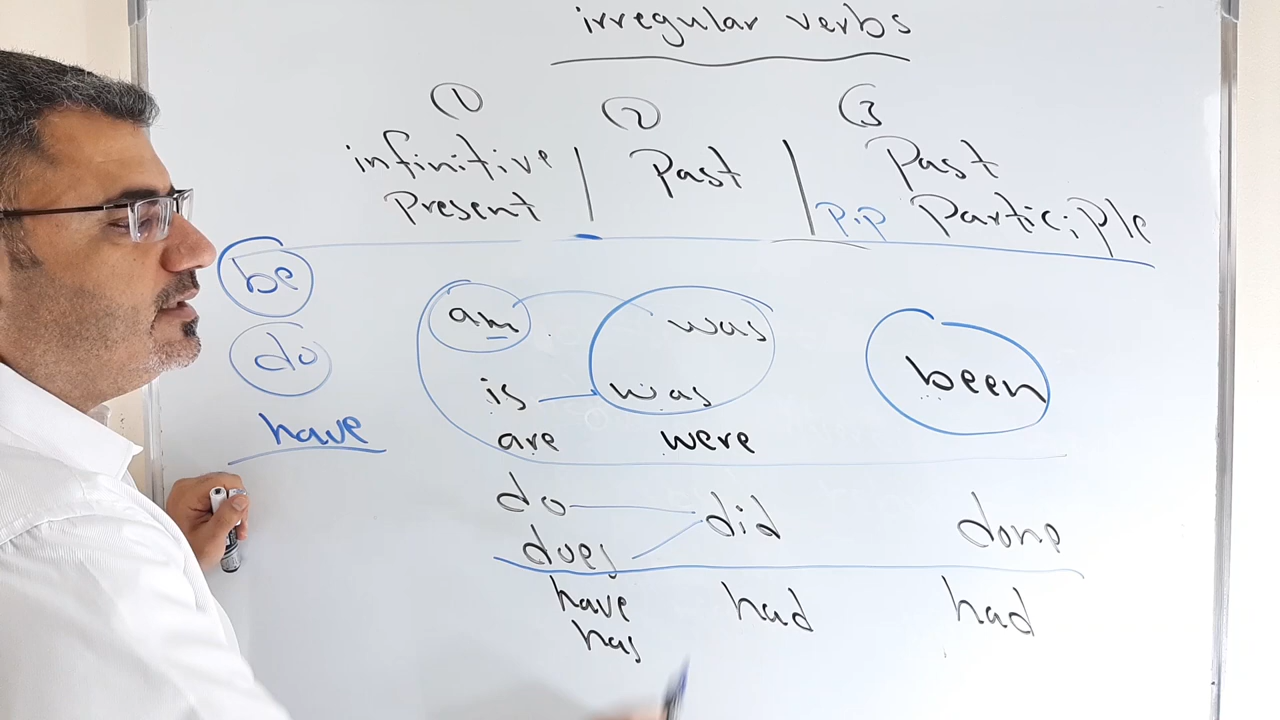 irregular verbs
① ② ③
infinitive | Past | Past
Present P.P Participle
be
am was
do
been
is was
have
are were
do did done
does
have had had
has